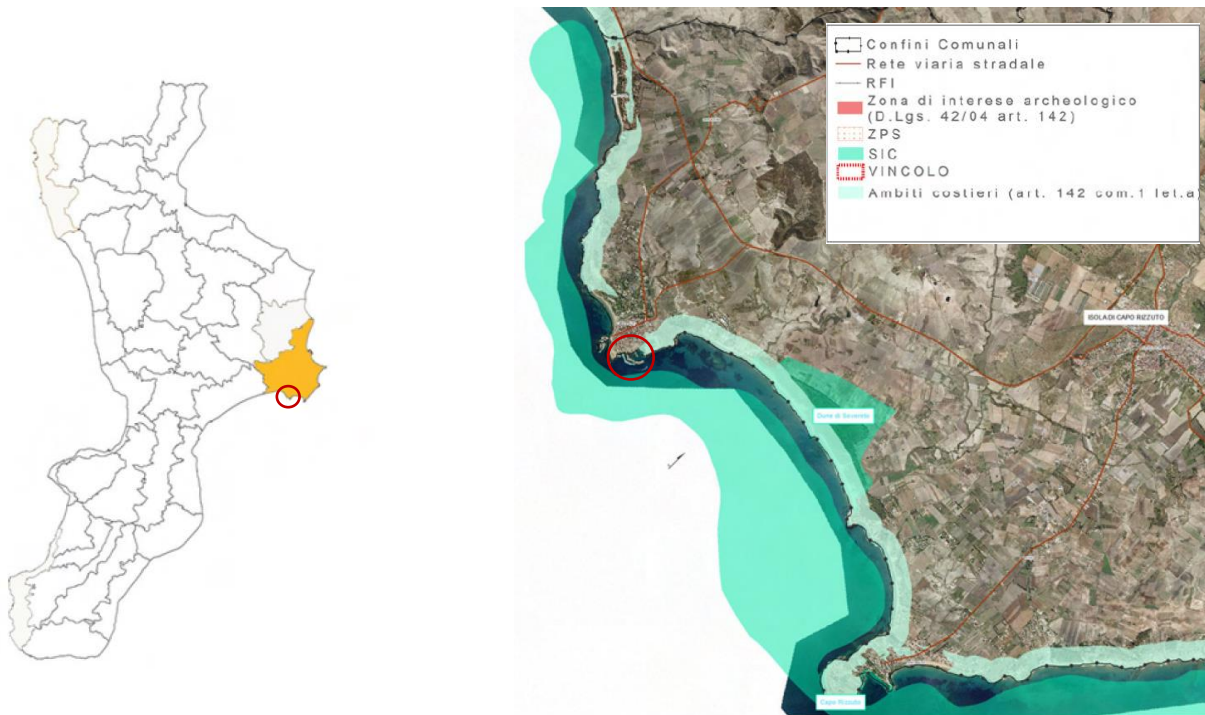 Confini Comunali
Rete viaria stradale
RFI
Zona di interese archeologico
(D.Lgs. 42/04 art. 142)
ZPS
SIC
VINCOLO
Ambiti costieri (art. 142 com.1 let.a
ISOLA DI CAPO RIZZUTO
Dune di Sovereto
Capo Rizzuto